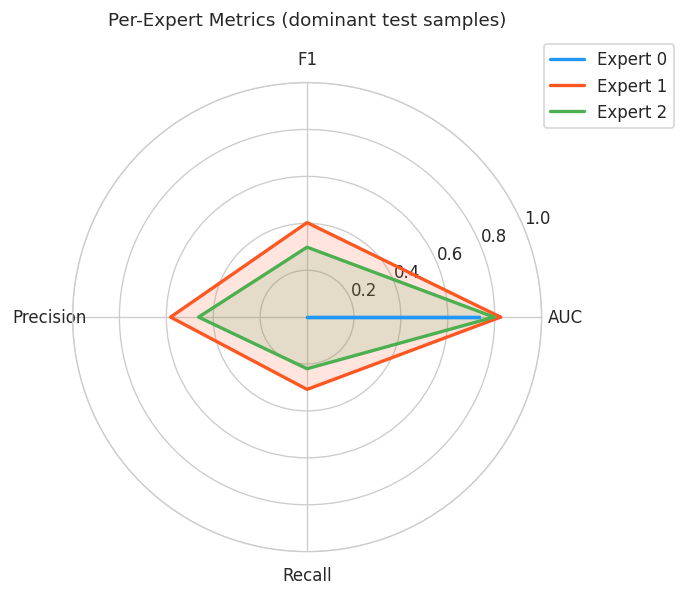 Per-Expert Metrics (dominant test samples)
F1
Expert 0
Expert 1
Expert 2
1.0
0.8
0.6
0.4
0.2
Precision
AUC
Recall